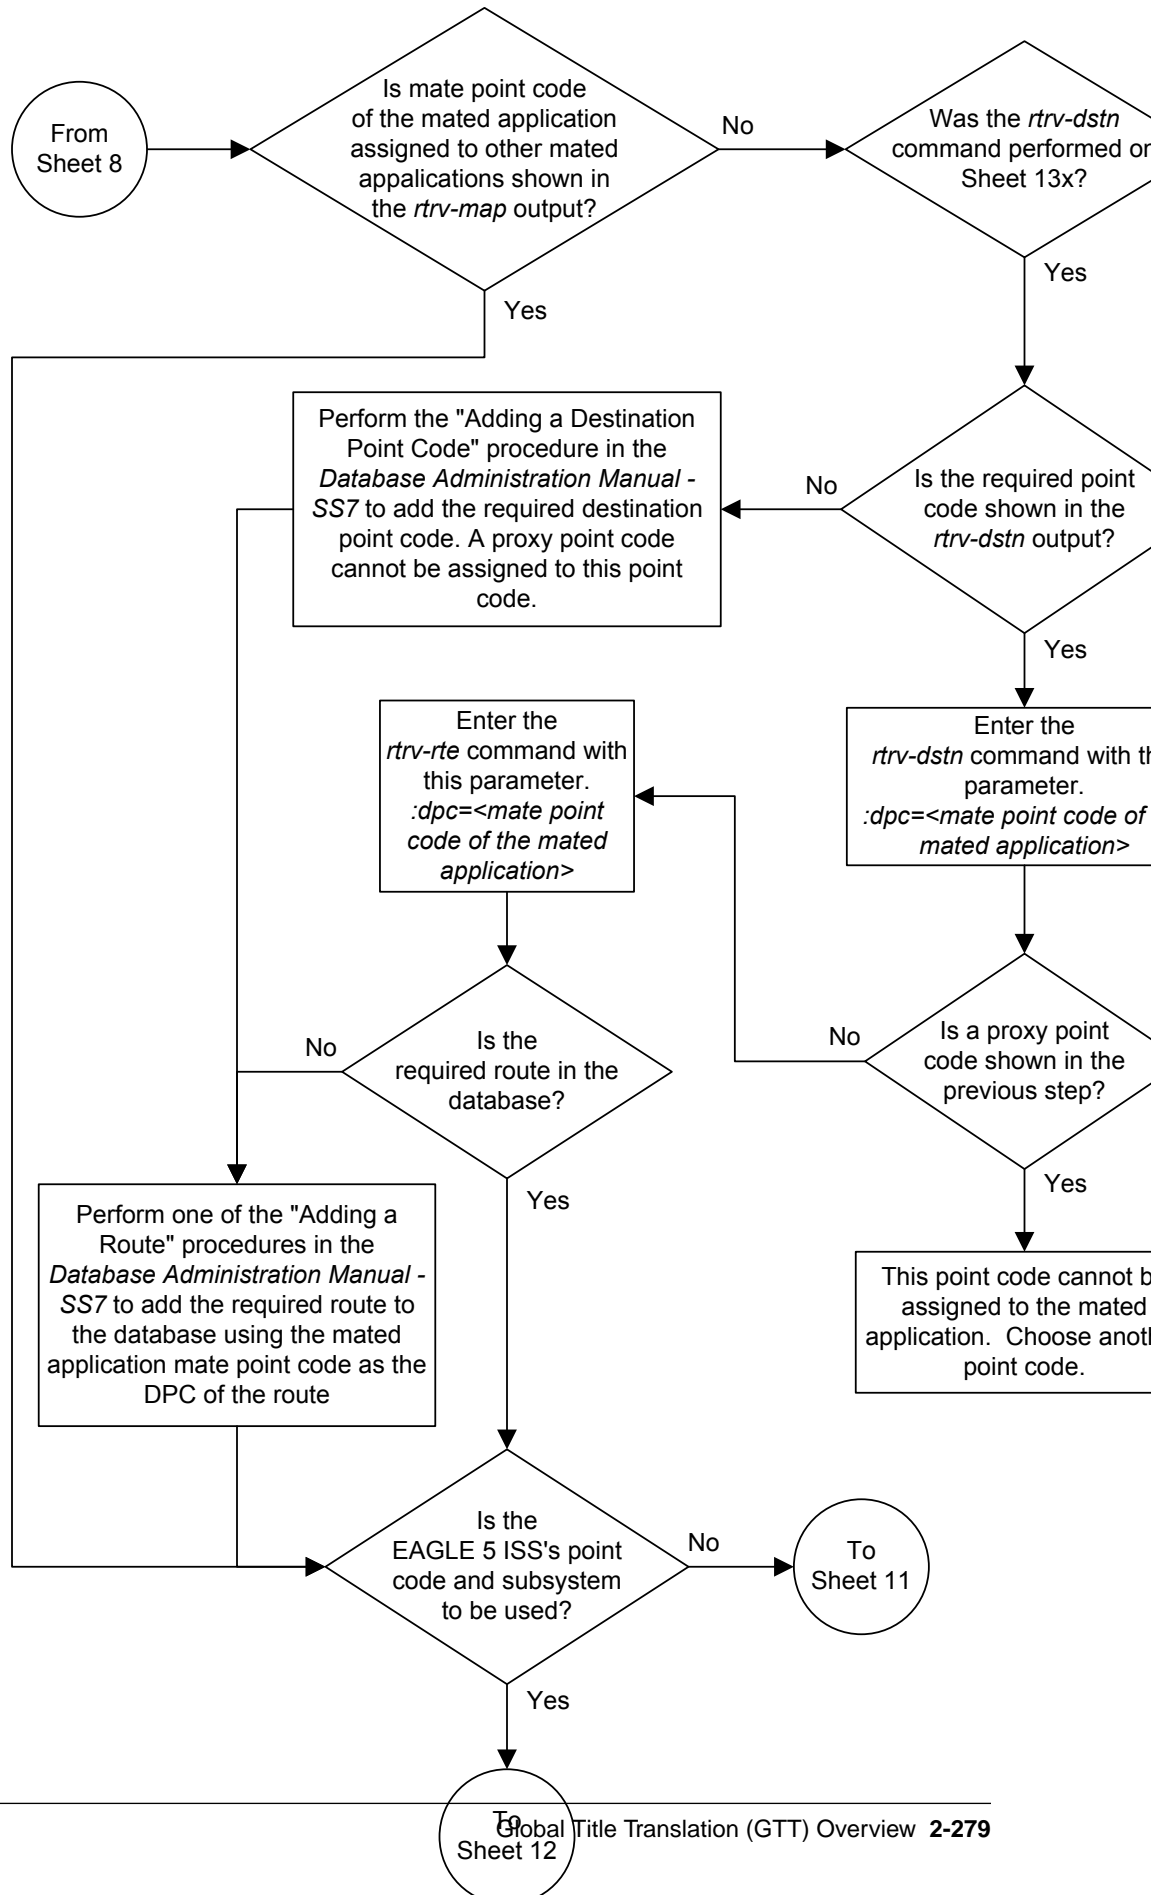 From
Sheet 8
Is mate point code
of the mated application
assigned to other mated
appalications shown in
the rtrv-map output?
No
Yes
Was the rtrv-dstn
command performed
Sheet 13x?
Yes
Perform the "Adding a Destination
Point Code" procedure in the
Database Administration Manual -
SS7 to add the required destination
point code. A proxy point code
cannot be assigned to this point
code.
No
Is the required point
code shown in the
rtrv-dstn output?
Yes
Enter the
rtrv-rte command with
this parameter.
:dpc=<mate point
code of the mated
application>
Enter the
rtrv-dstn command with
parameter.
:dpc=<mate point code of
mated application>
Is the
required route in the
database?
No
Yes
No
Is a proxy point
code shown in the
previous step?
Yes
Perform one of the "Adding a
Route" procedures in the
Database Administration Manual -
SS7 to add the required route to
the database using the mated
application mate point code as the
DPC of the route
This point code cannot
assigned to the mated
application. Choose
point code.
Is the
EAGLE 5 ISS's point
code and subsystem
to be used?
No
To
Sheet 11
Yes
To
Sheet 12
Global Title Translation (GTT) Overview 2-279